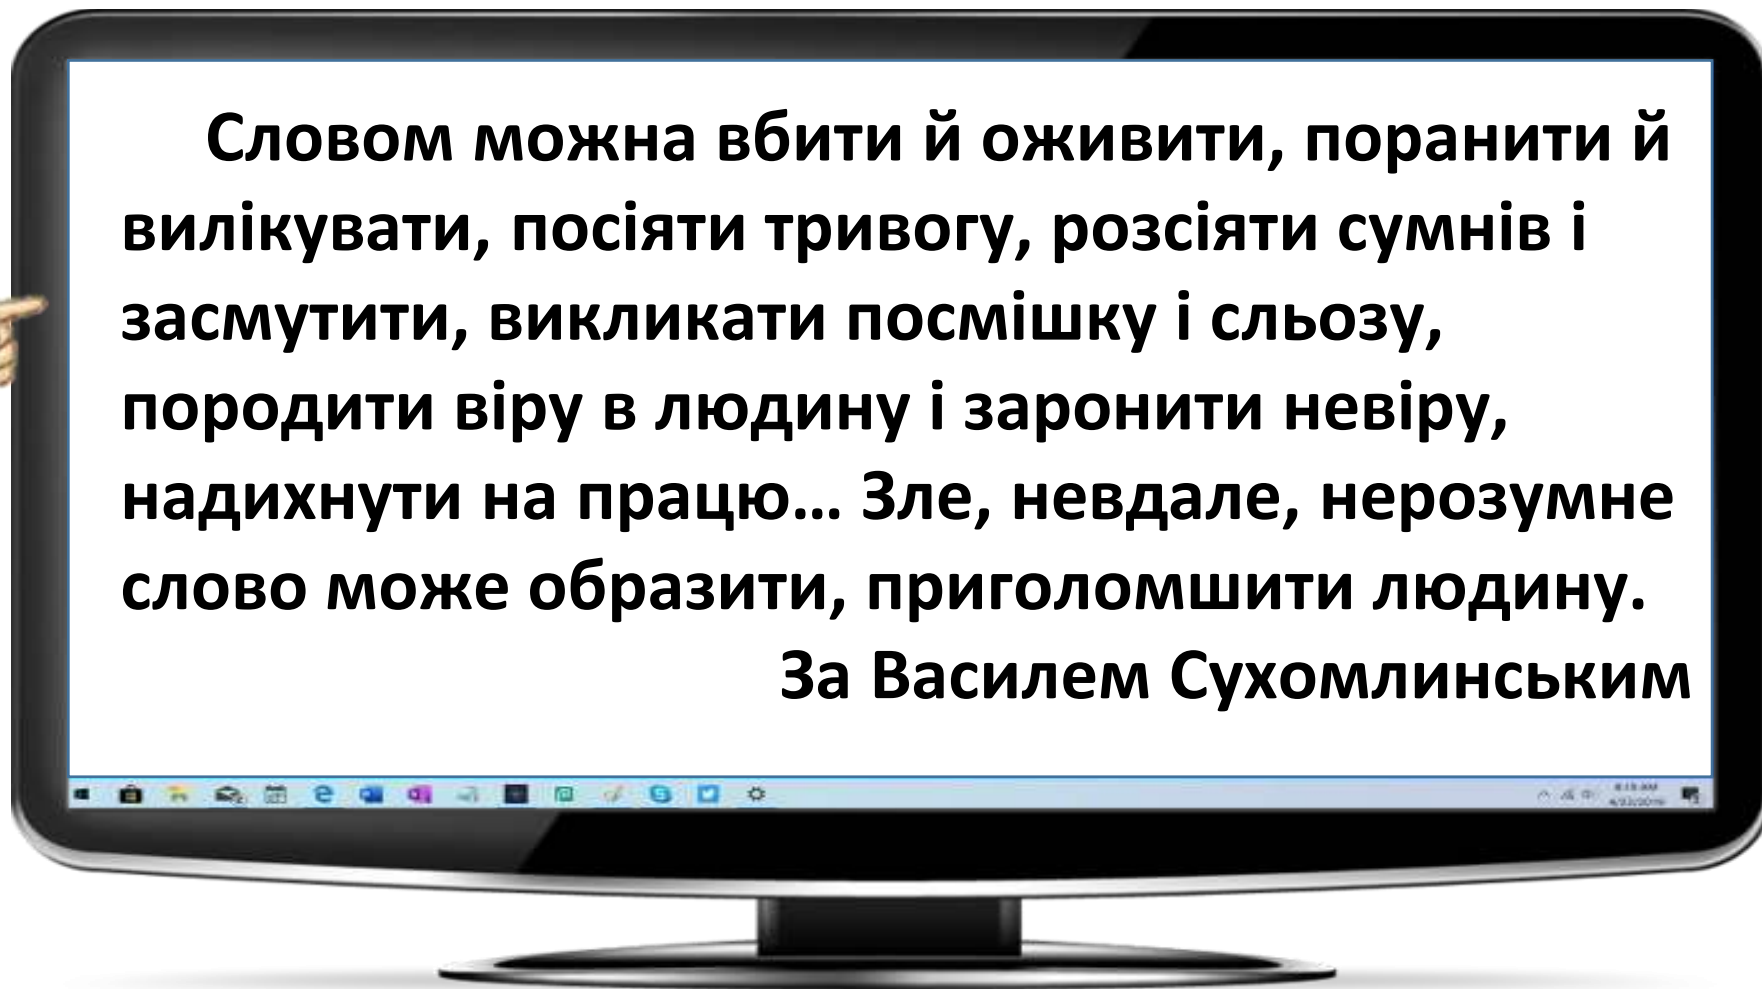 Словом можна вбити й оживити, поранити й
вилікувати, посіяти тривогу, розсіяти сумнів і
засмутити, викликати посмішку і сльозу,
породити віру в людину і заронити невіру,
надихнути на працю... Зле, невдале, нерозумне
слово може образити, приголомшити людину.
За Василем Сухомлинським